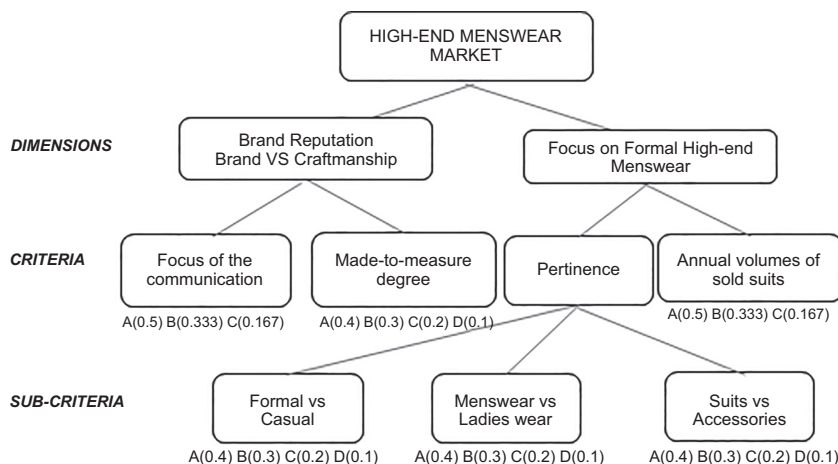 HIGH-END MENSWEAR
MARKET
DIMENSIONS
Brand Reputation
Brand VS Craftmanship
Focus on Formal High-end
Menswear
CRITERIA
Focus of the
communication
Made-to-measure
degree
Pertinence
Annual volumes of
sold suits
A(0.5) B(0.333) C(0.167)
A(0.4) B(0.3) C(0.2) D(0.1)
A(0.5) B(0.333) C(0.167)
SUB-CRITERIA
Formal vs
Casual
Menswear vs
Ladies wear
Suits vs
Accessories
A(0.4) B(0.3) C(0.2) D(0.1)
A(0.4) B(0.3) C(0.2) D(0.1)
A(0.4) B(0.3) C(0.2) D(0.1)